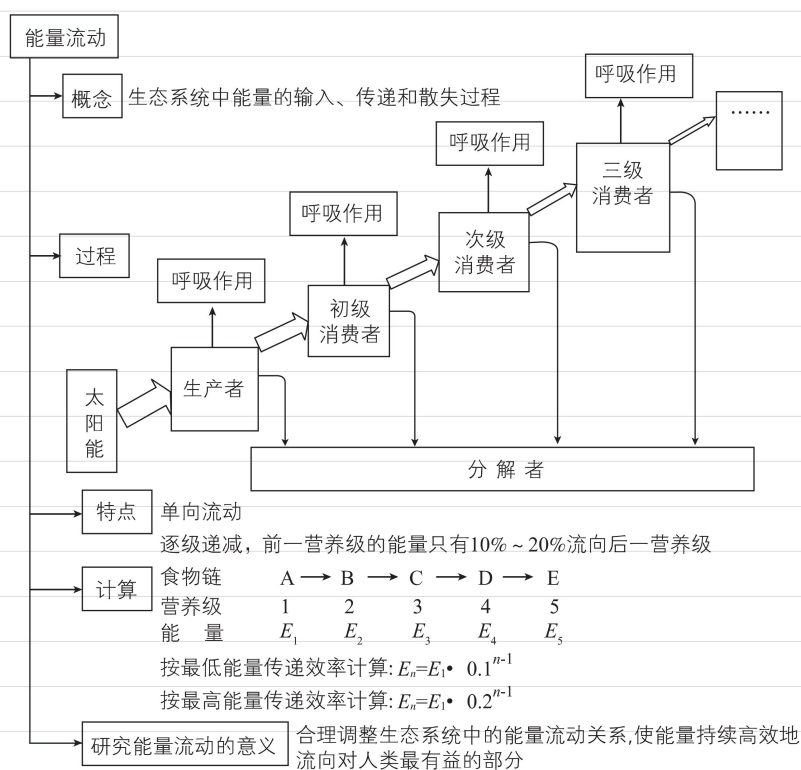 能量流动
概念
生态系统中能量的输入、传递和散失过程
呼吸作用
……
呼吸作用
三级
消费者
呼吸作用
次级
消费者
过程
呼吸作用
初级
消费者
生产者
太
阳
能
分解者
特点
单向流动
逐级递减，前一营养级的能量只有10%～20%流向后一营养级
计算
食物链 A→B→C→D→E
营养级 1 2 3 4 5
能量 E₁ E₂ E₃ E₄ E₅
按最低能量传递效率计算:Eₙ=E₁• 0.1ⁿ⁻¹
按最高能量传递效率计算:Eₙ=E₁• 0.2ⁿ⁻¹
研究能量流动的意义
合理调整生态系统中的能量流动关系,使能量持续高效地
流向对人类最有益的部分